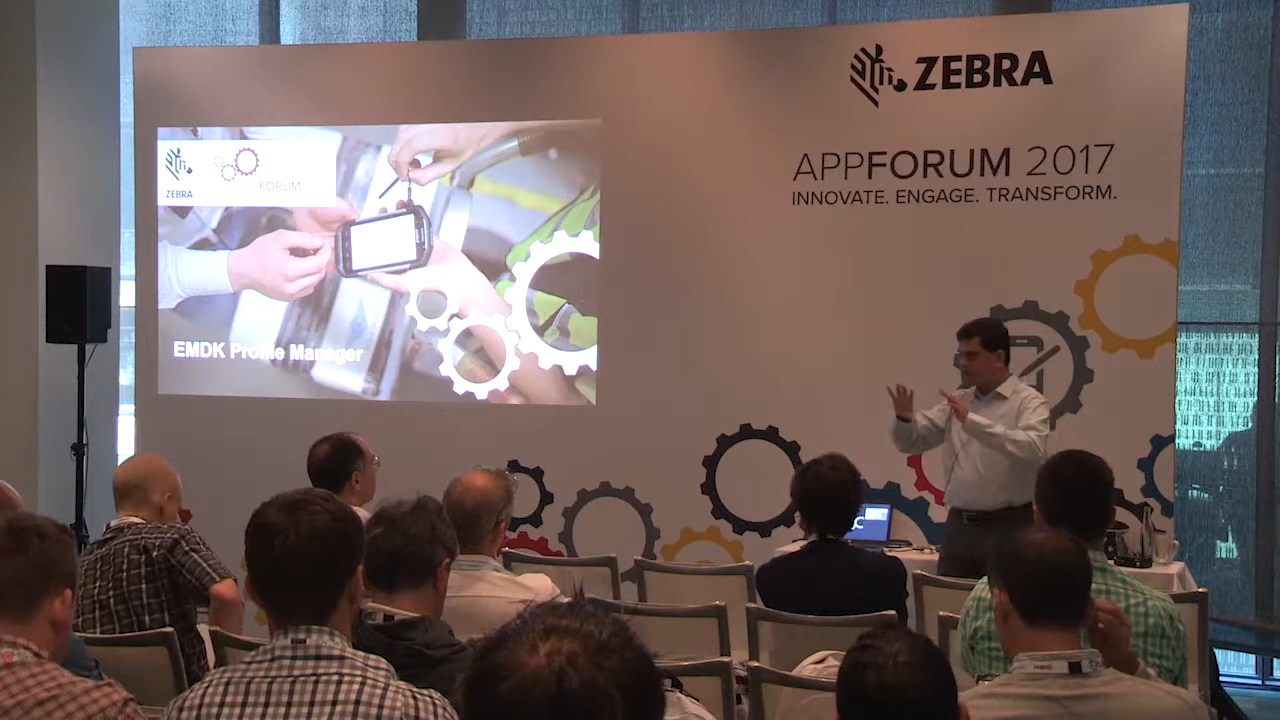 ZEBRA
APPFORUM 2017
INNOVATE. ENGAGE. TRANSFORM.
ZEBRA
FORUM
EMDK Profile Manager